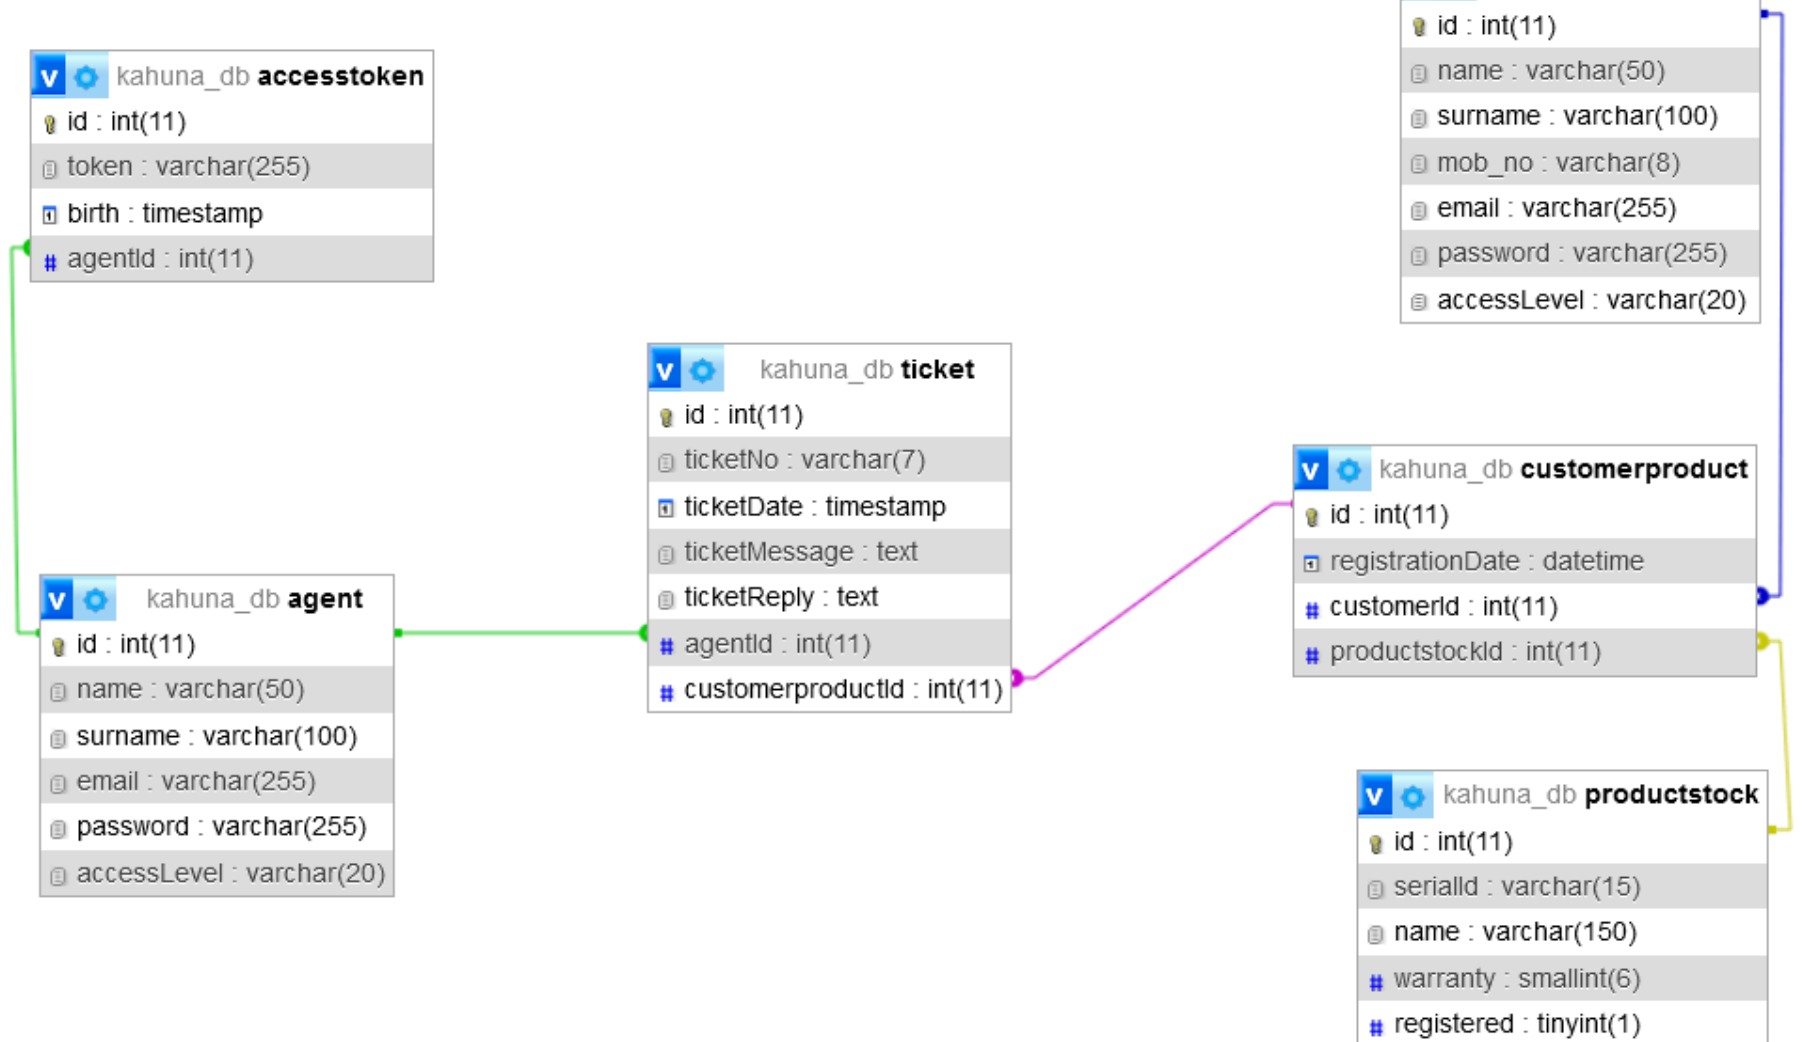 kahuna_db accesstoken
id : int(11)
token : varchar(255)
birth : timestamp
agentId : int(11)
id : int(11)
name : varchar(50)
surname : varchar(100)
mob_no : varchar(8)
email : varchar(255)
password : varchar(255)
accessLevel : varchar(20)
kahuna_db ticket
id : int(11)
ticketNo : varchar(7)
ticketDate : timestamp
ticketMessage : text
ticketReply : text
agentId : int(11)
customerproductId : int(11)
kahuna_db customerproduct
id : int(11)
registrationDate : datetime
customerId : int(11)
productstockId : int(11)
kahuna_db agent
id : int(11)
name : varchar(50)
surname : varchar(100)
email : varchar(255)
password : varchar(255)
accessLevel : varchar(20)
kahuna_db productstock
id : int(11)
serialId : varchar(15)
name : varchar(150)
warranty : smallint(6)
registered : tinyint(1)